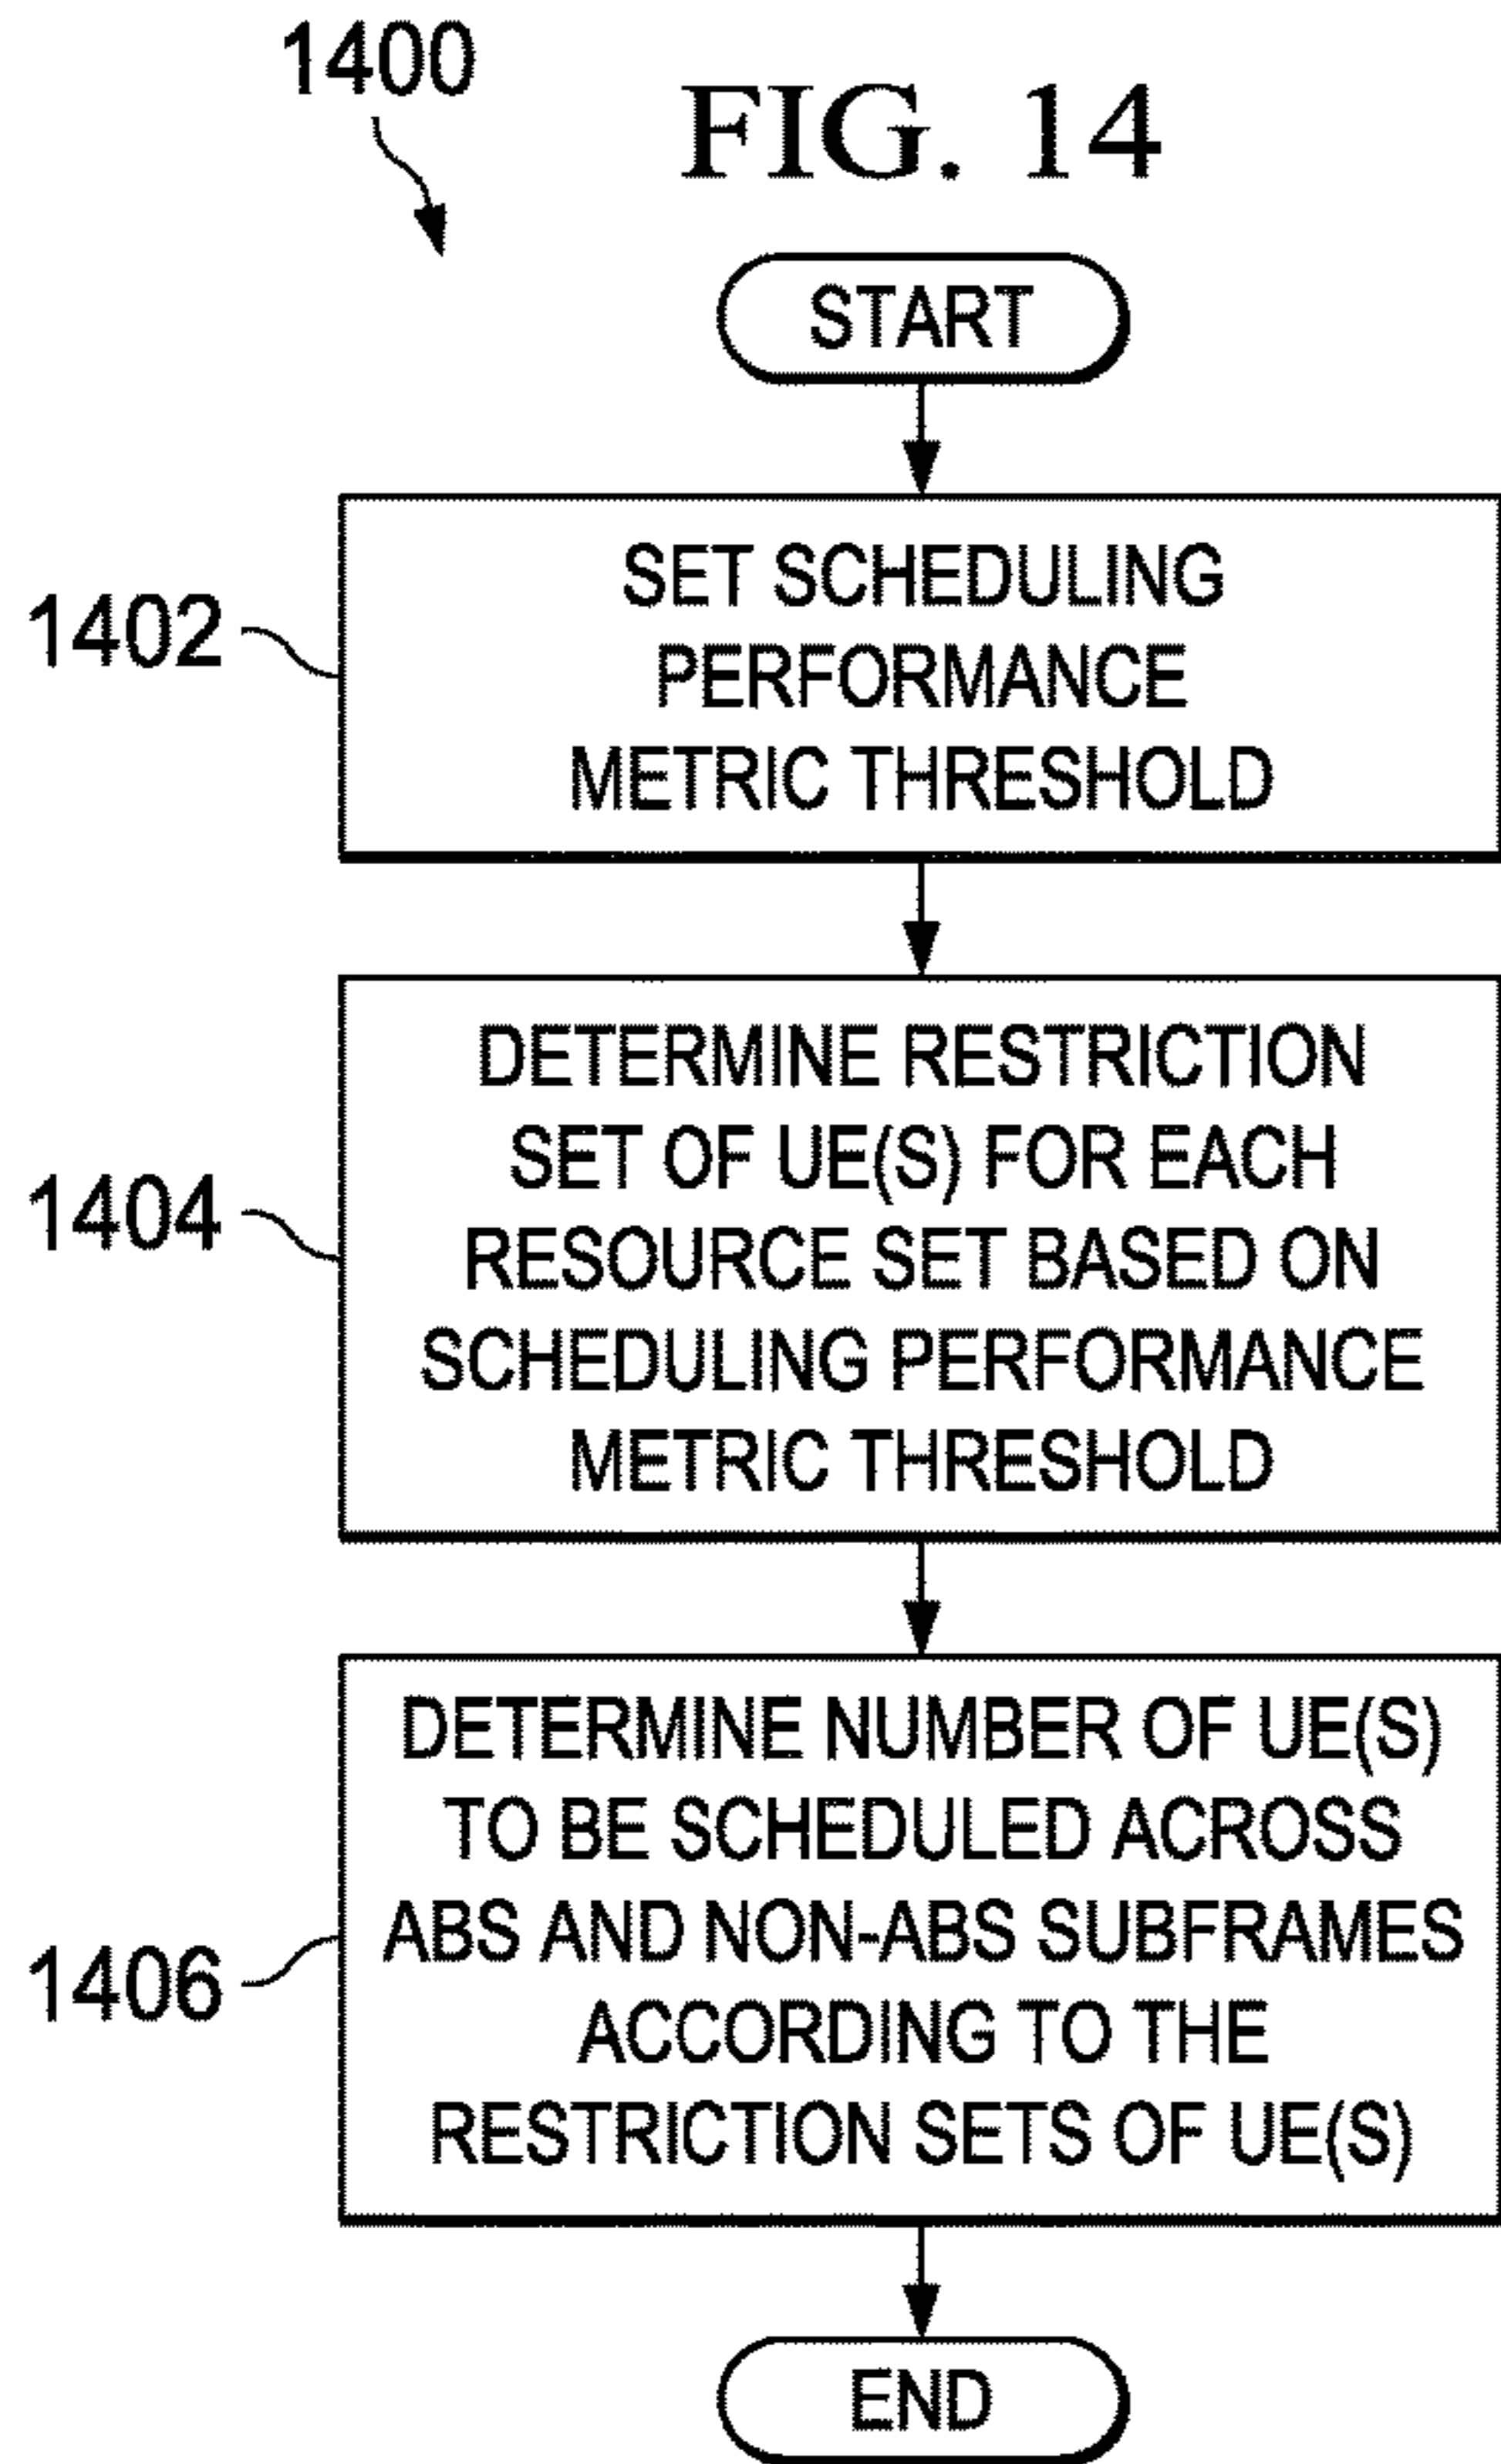 1400
FIG. 14
START
1402
SET SCHEDULING
PERFORMANCE
METRIC THRESHOLD
1404
DETERMINE RESTRICTION
SET OF UE(S) FOR EACH
RESOURCE SET BASED ON
SCHEDULING PERFORMANCE
METRIC THRESHOLD
1406
DETERMINE NUMBER OF UE(S)
TO BE SCHEDULED ACROSS
ABS AND NON-ABS SUBFRAMES
ACCORDING TO THE
RESTRICTION SETS OF UE(S)
END